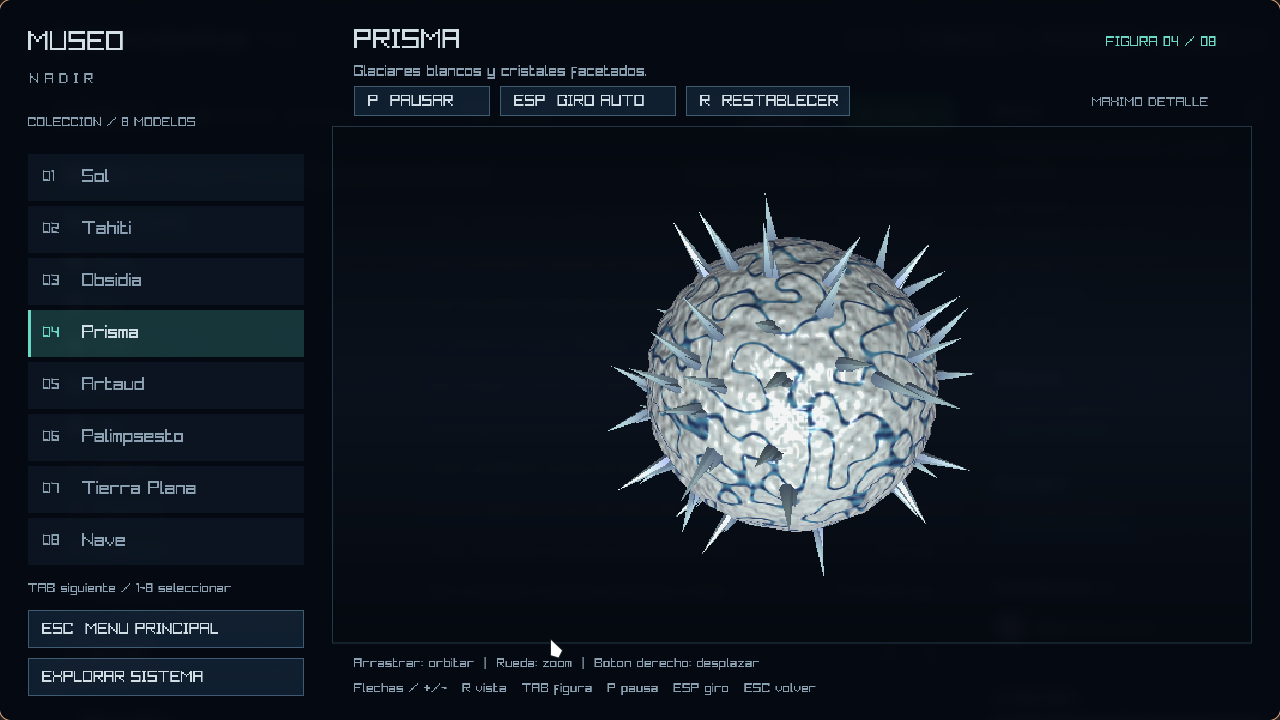 MUSEO
NADIR
COLECCION / 8 MODELOS
01 Sol
02 Tahiti
03 Obsidia
04 Prisma
05 Artaud
06 Palimpsesto
07 Tierra Plana
08 Nave
TAB siguiente / 1-8 seleccionar
ESC MENU PRINCIPAL
EXPLORAR SISTEMA
PRISMA
FIGURA 04 / 08
Glaciares blancos y cristales facetados.
P PAUSAR
ESP GIRO AUTO
R RESTABLECER
MAXIMO DETALLE
Arrastrar: orbitar | Rueda: zoom | Boton derecho: desplazar
Flechas / +/- R vista TAB figura P pausa ESP giro ESC volver